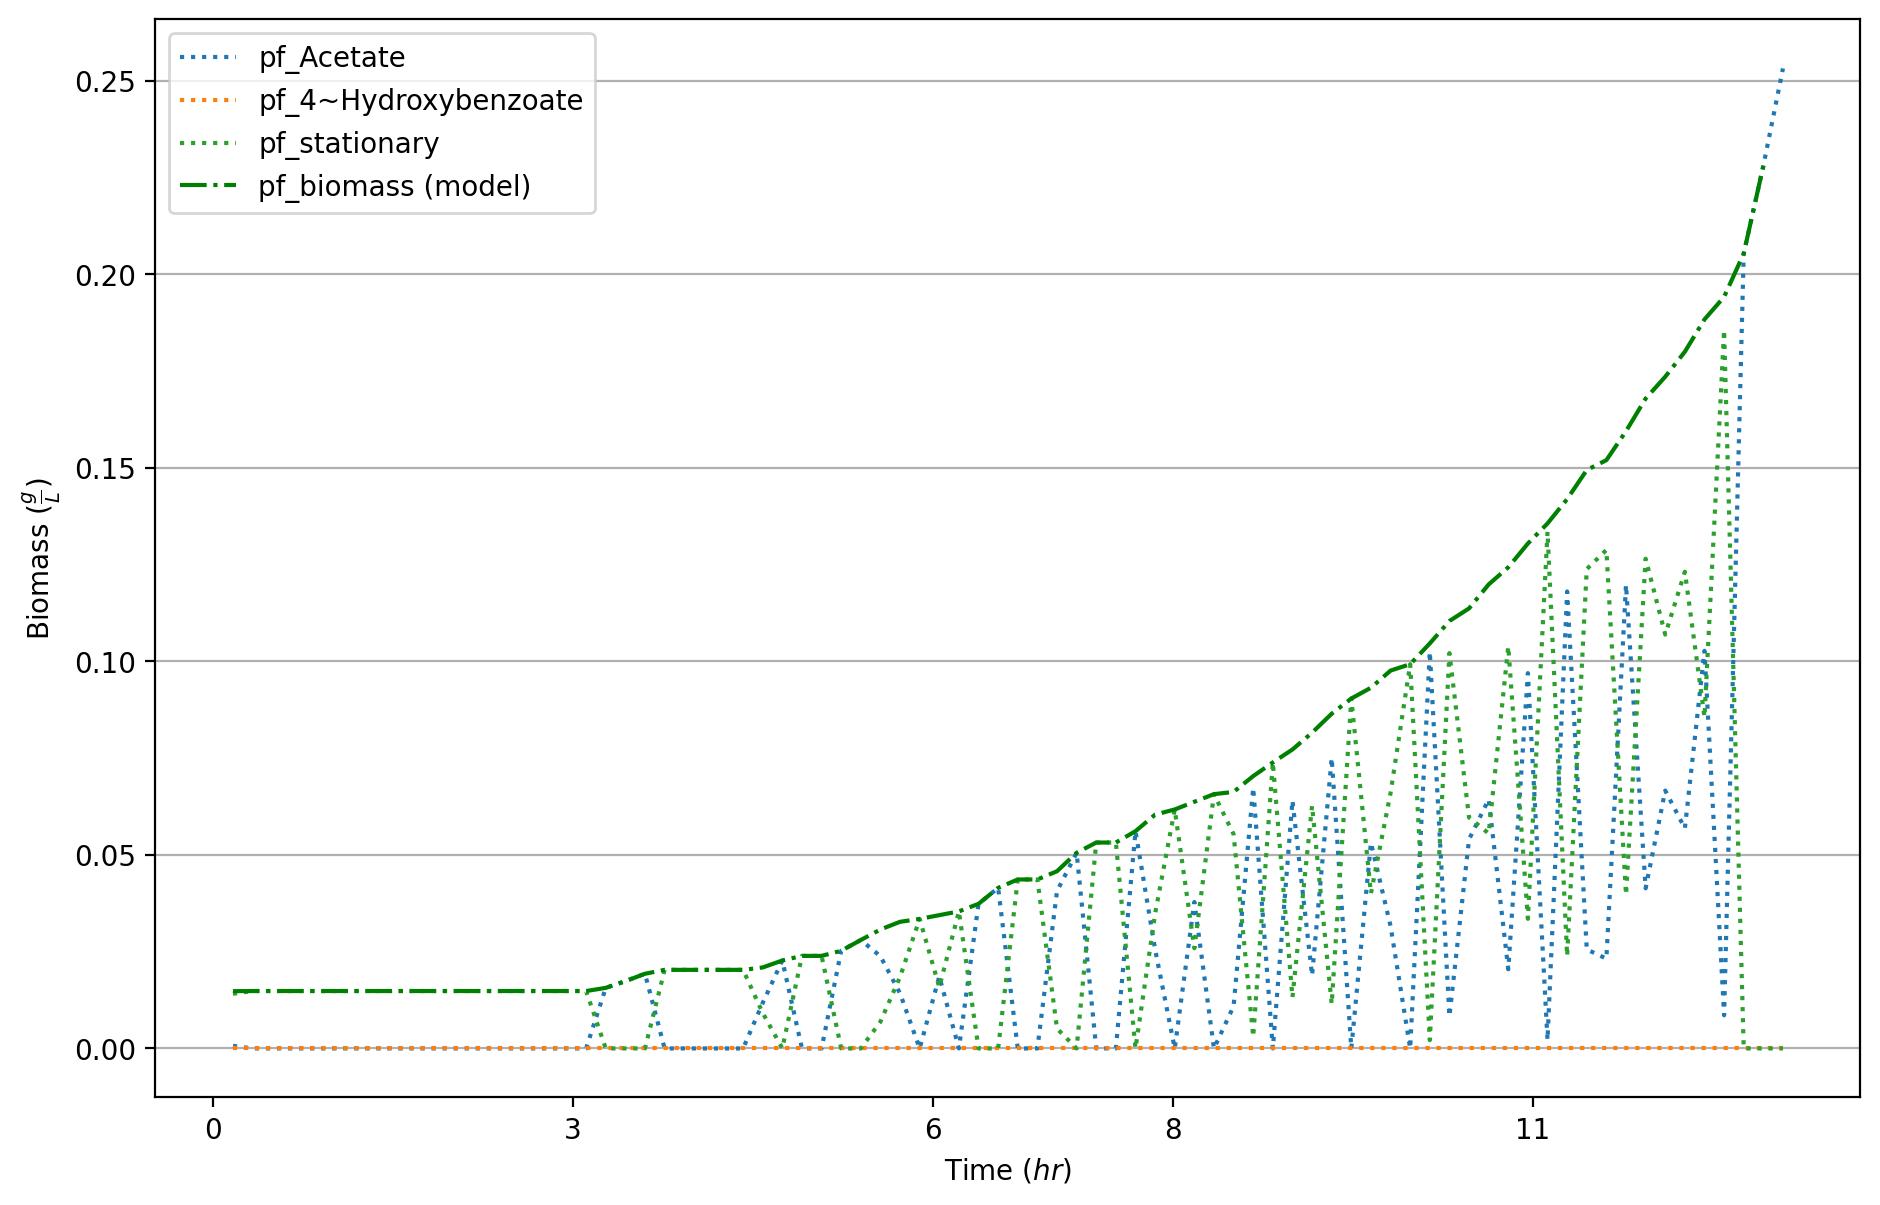 pf_Acetate
pf_4~Hydroxybenzoate
pf_stationary
pf_biomass (model)
0.25
0.20
0.15
0.10
0.05
0.00
Biomass (g/L)
0 3 6 8 11
Time (hr)